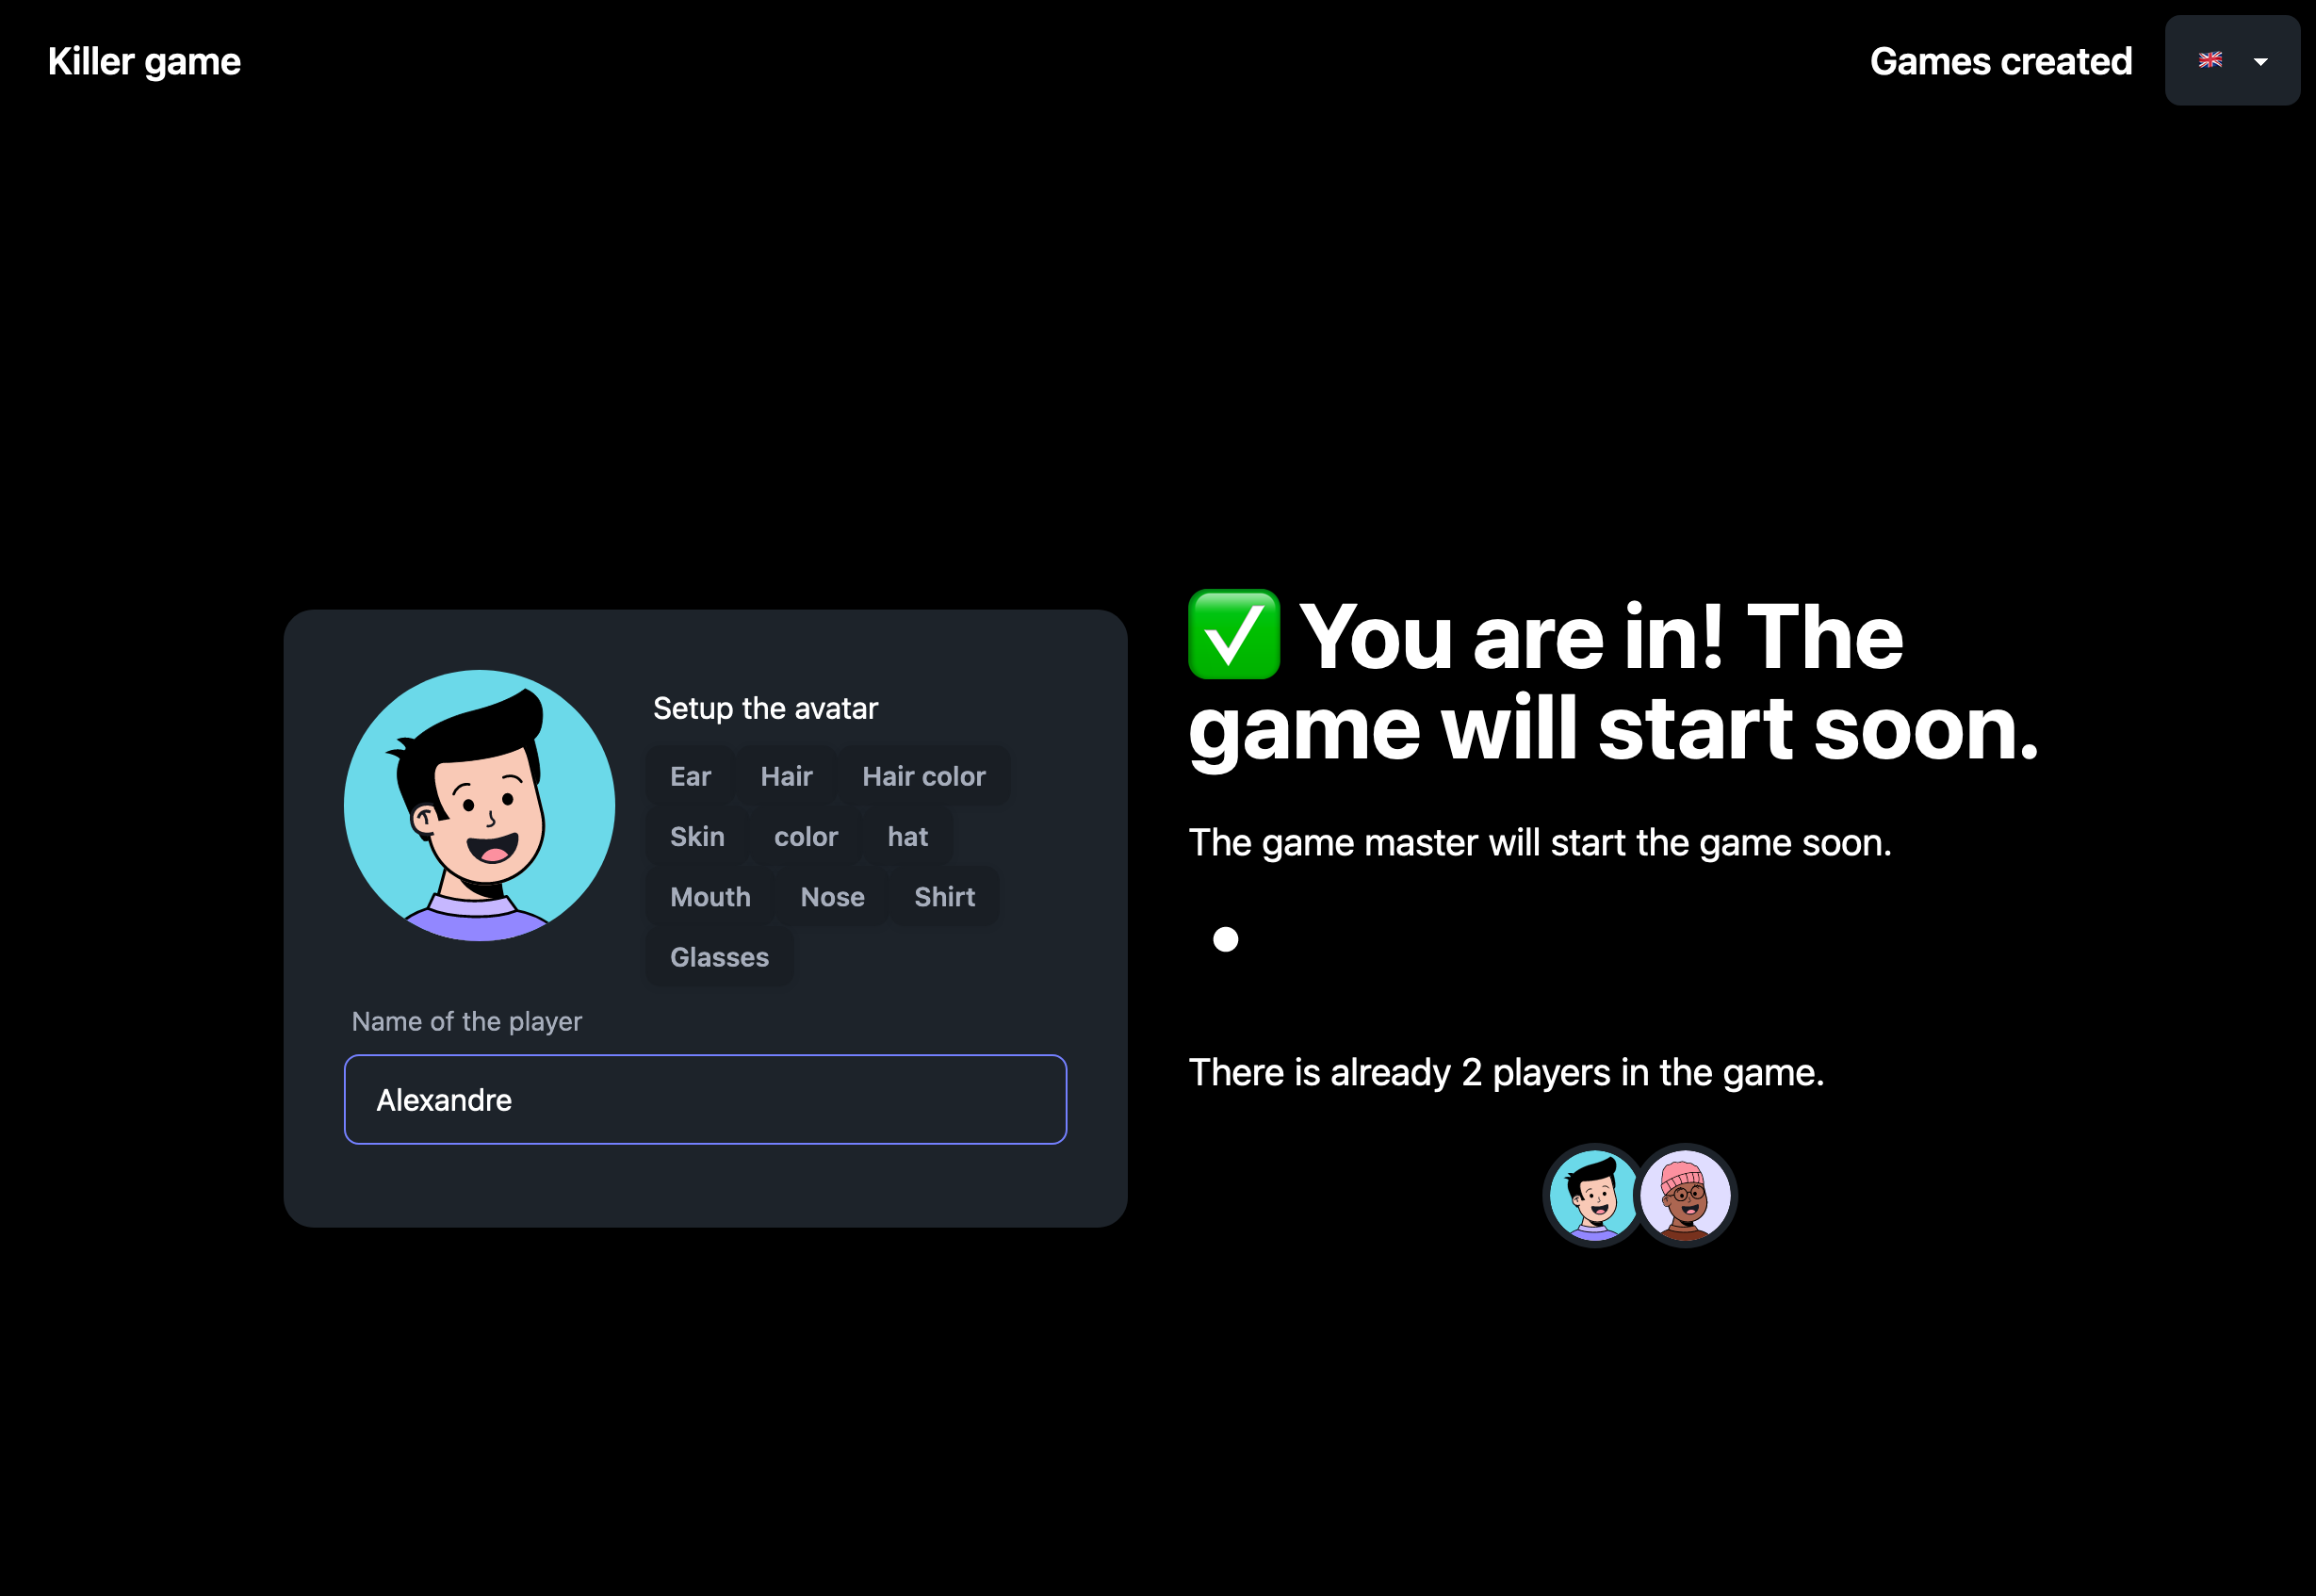 Killer game
Games created
Setup the avatar
Ear Hair Hair color
Skin color hat
Mouth Nose Shirt
Glasses
Name of the player
Alexandre
✅ You are in! The
game will start soon.
The game master will start the game soon.
There is already 2 players in the game.